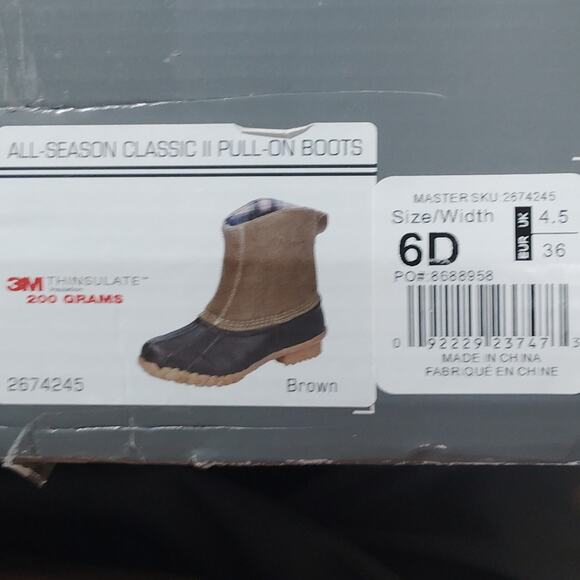 ALL-SEASON CLASSIC II PULL-ON BOOTS
3M THINSULATE™
200 GRAMS
2674245
Brown
MASTER SKU:2674245
Size/Width
6D
UK 4.5
EUR 36
PO#:8688958
0 92229 23747 3
MADE IN CHINA
FABRIQUÉ EN CHINE